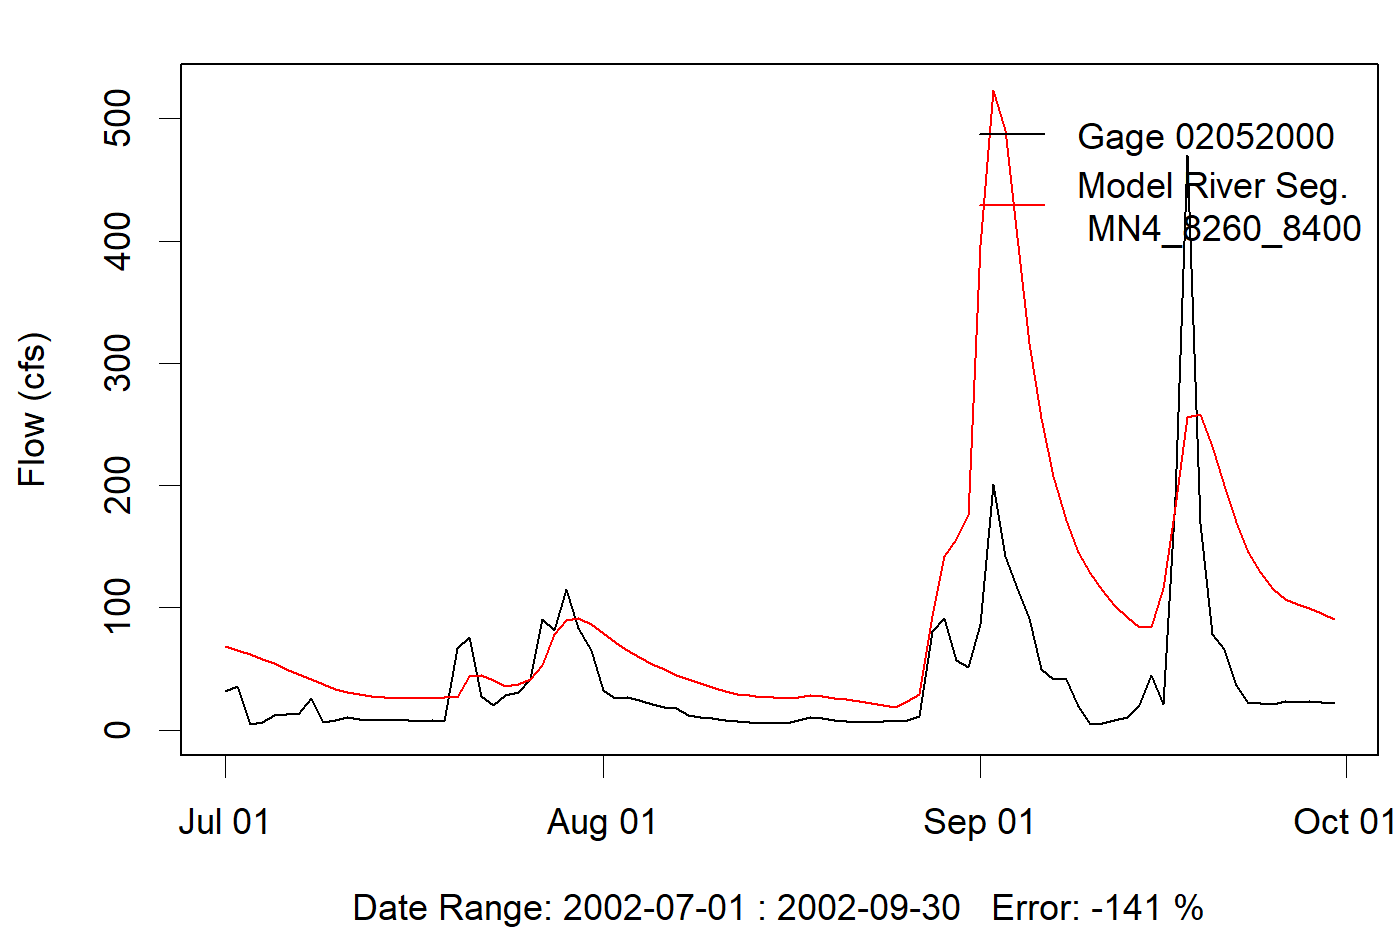 Flow (cfs)
500
400
300
200
100
0
Gage 02052000
Model River Seg.
MN4_8260_8400
Jul 01
Aug 01
Sep 01
Oct 01
Date Range: 2002-07-01 : 2002-09-30 Error: -141 %